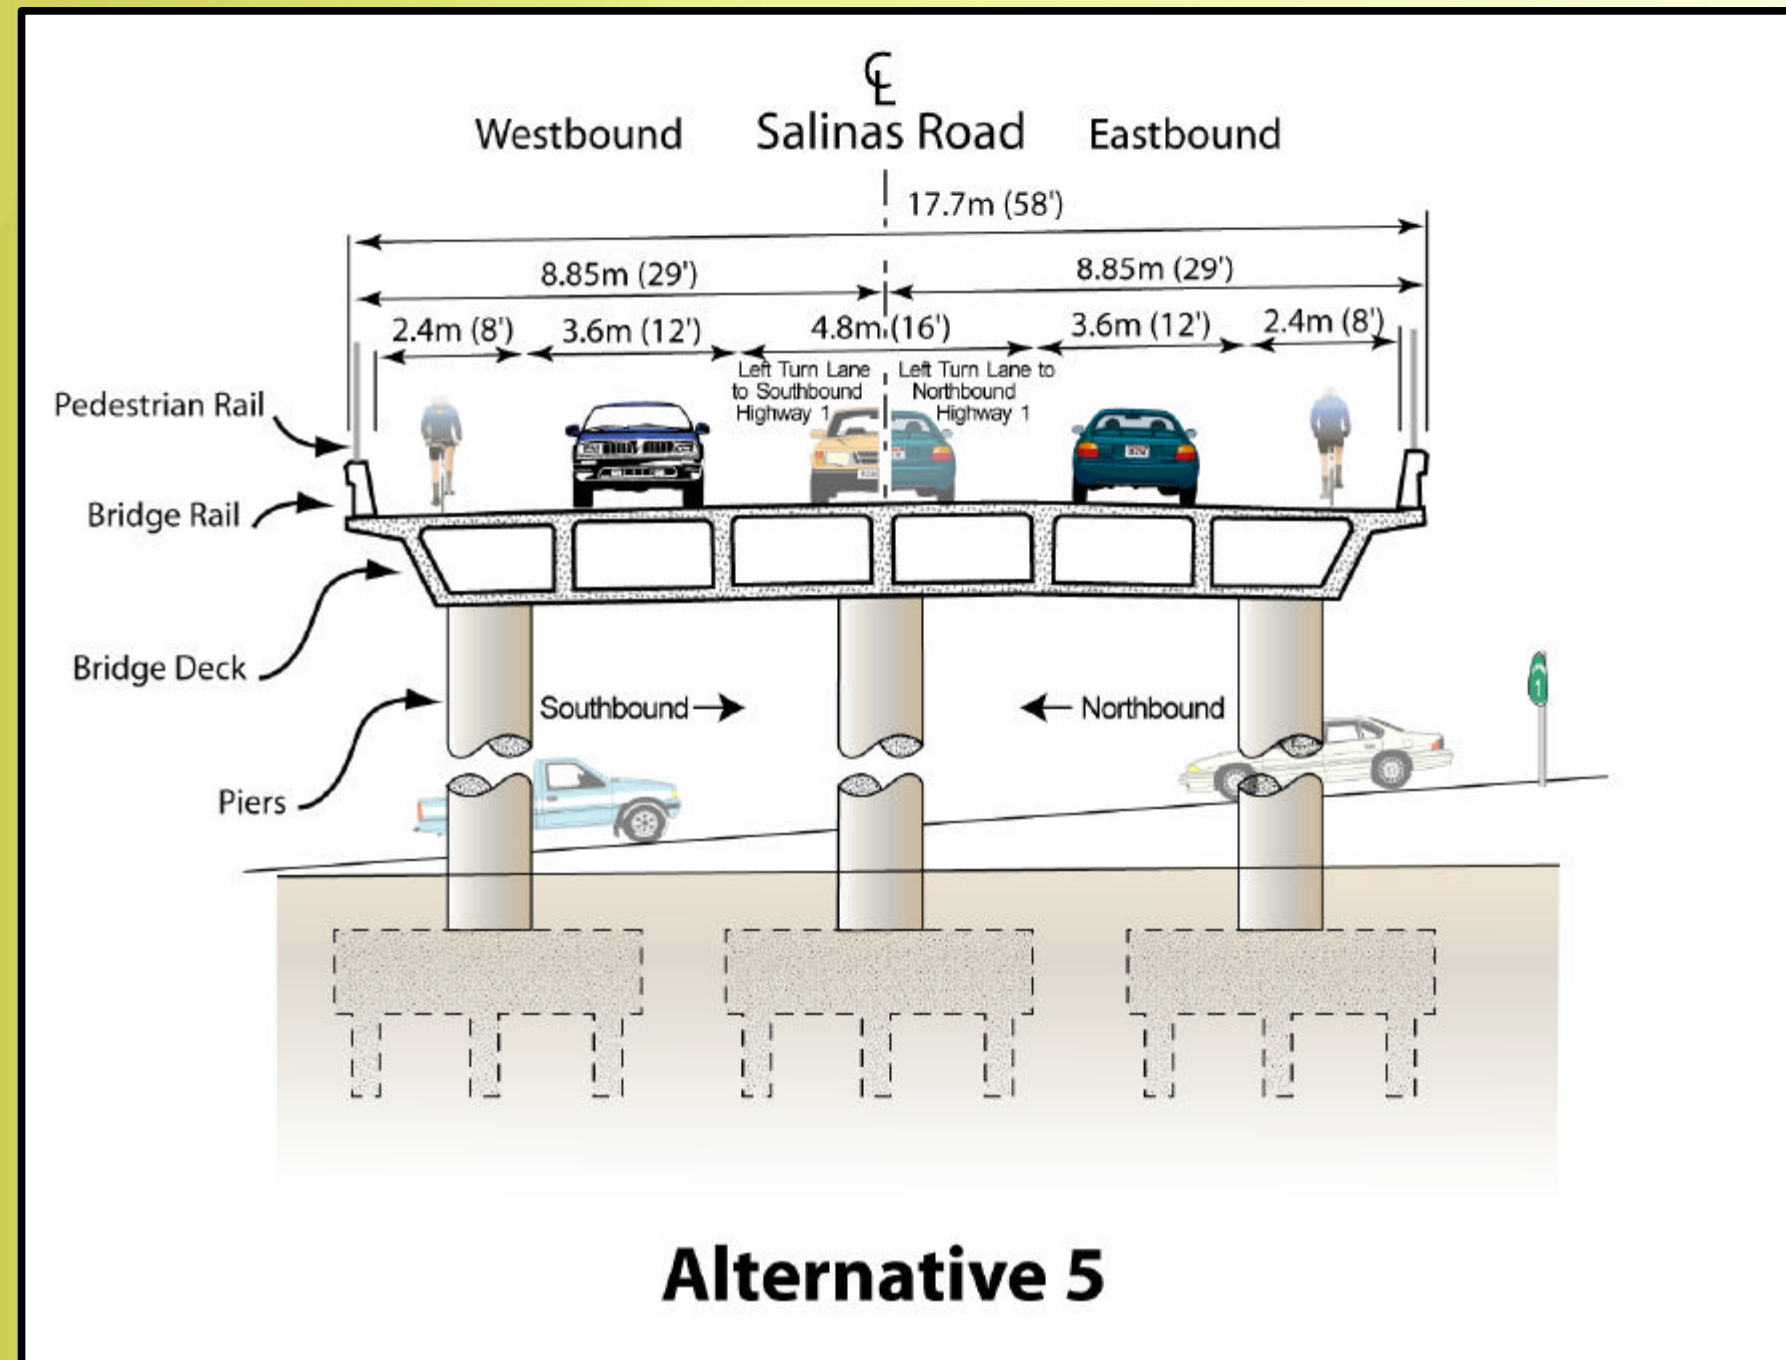 ℄
Westbound Salinas Road Eastbound
17.7m (58')
8.85m (29') 8.85m (29')
2.4m (8') 3.6m (12') 4.8m (16') 3.6m (12') 2.4m (8')
Left Turn Lane
to Southbound
Highway 1
Left Turn Lane to
Northbound
Highway 1
Pedestrian Rail
Bridge Rail
Bridge Deck
Southbound Northbound
1
Piers
Alternative 5